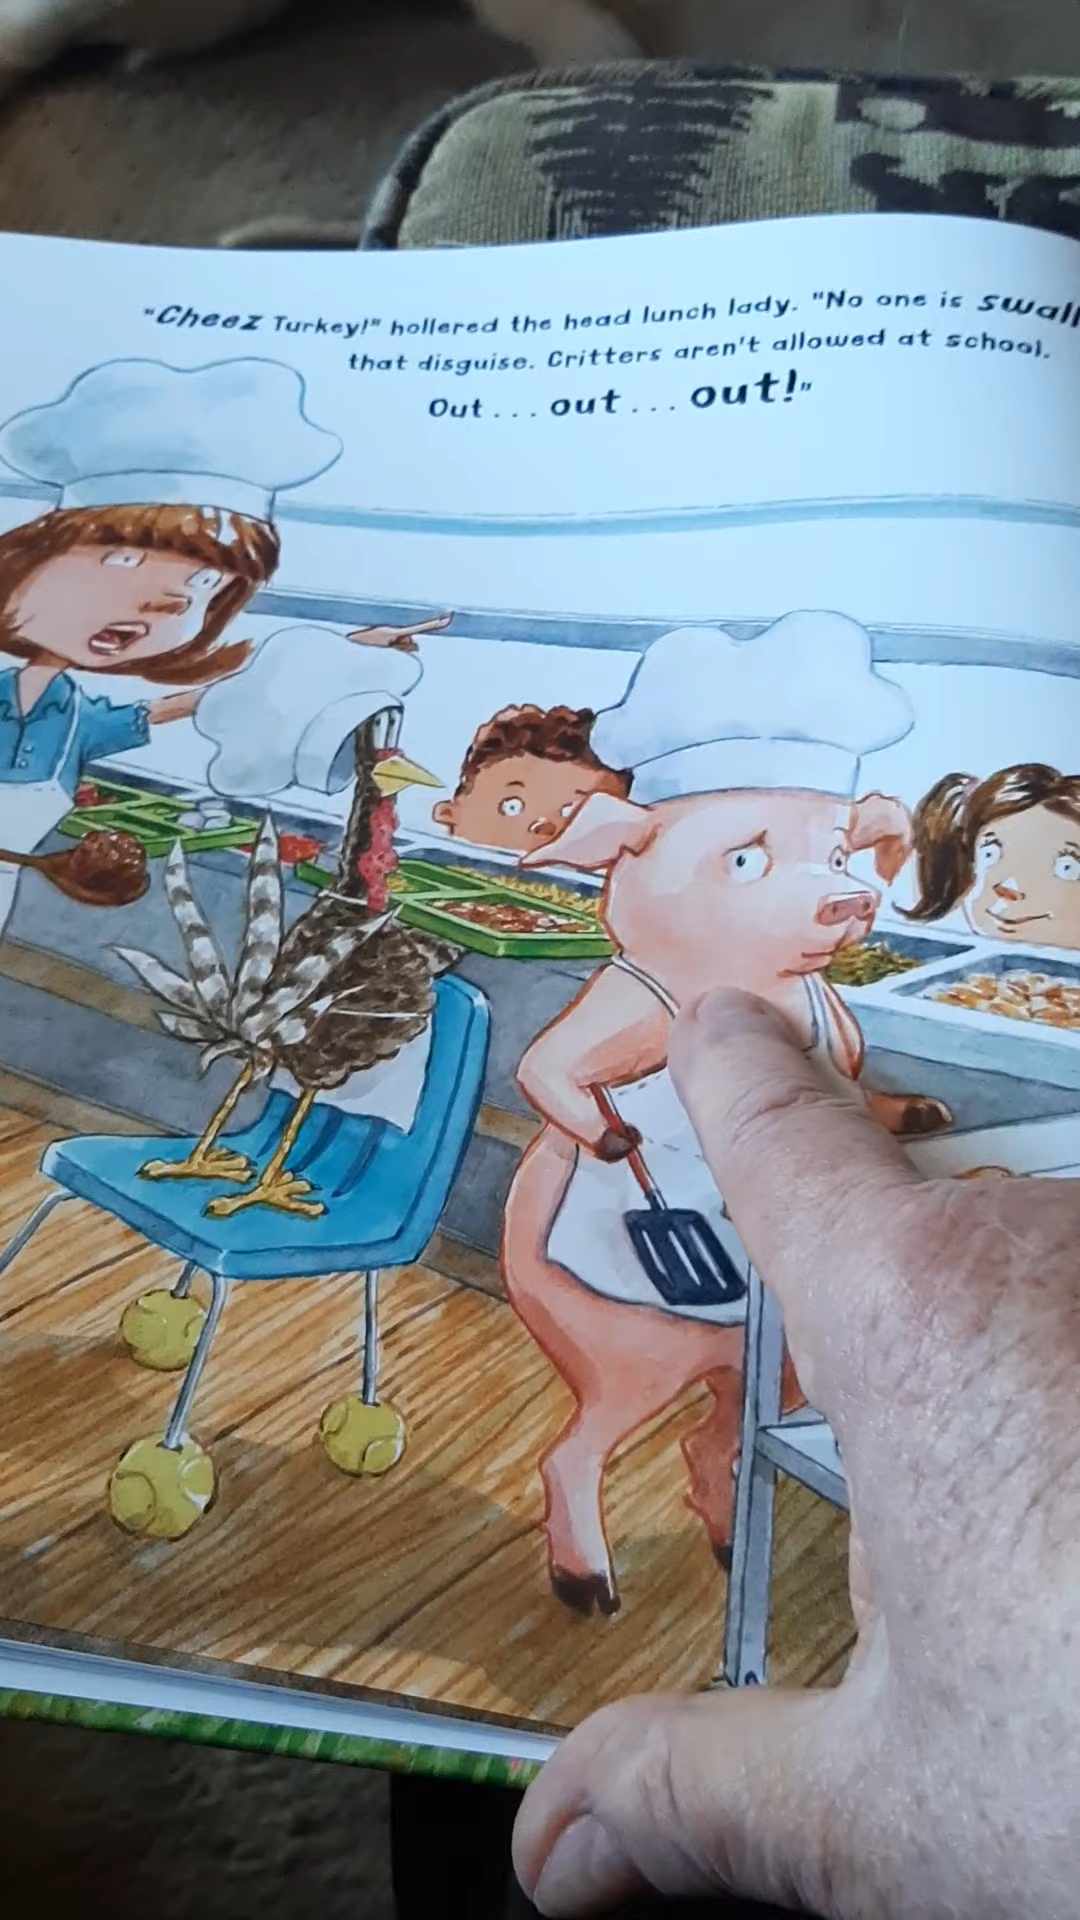 "Cheez Turkey!" hollered the head lunch lady. "No one is
that disguise. Critters aren't allowed at school.
Out... out... out!"